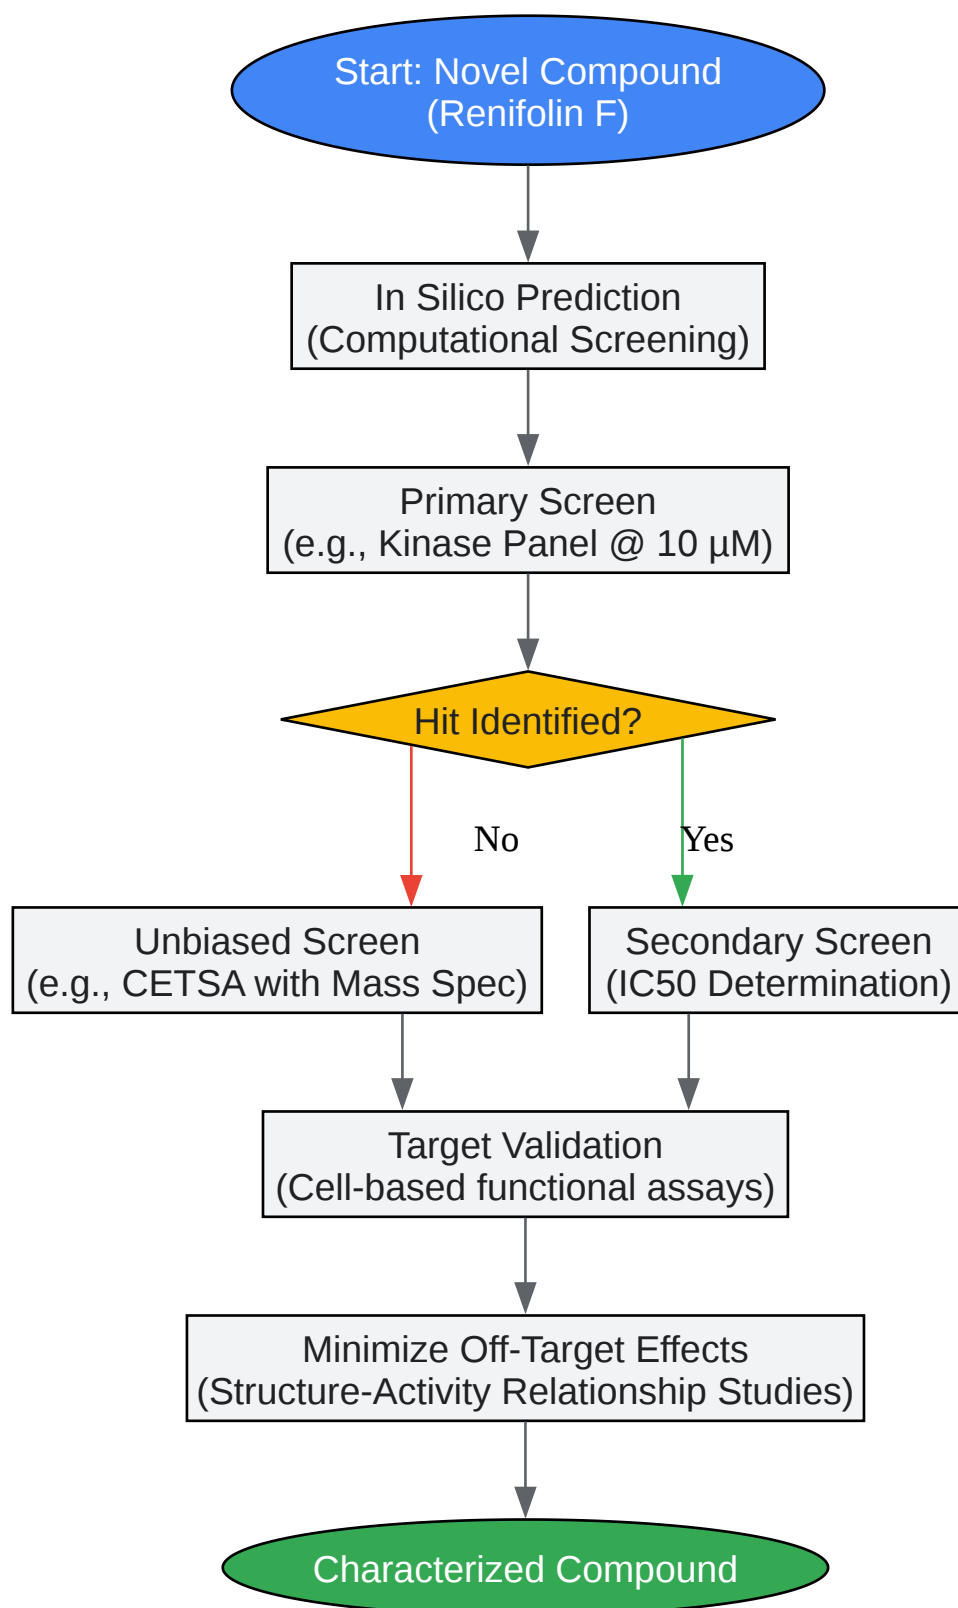 Start: Novel Compound
(Renifolin F)
In Silico Prediction
(Computational Screening)
Primary Screen
(e.g., Kinase Panel @ 10 µM)
Hit Identified?
No
Yes
Unbiased Screen
(e.g., CETSA with Mass Spec)
Secondary Screen
(IC50 Determination)
Target Validation
(Cell-based functional assays)
Minimize Off-Target Effects
(Structure-Activity Relationship Studies)
Characterized Compound